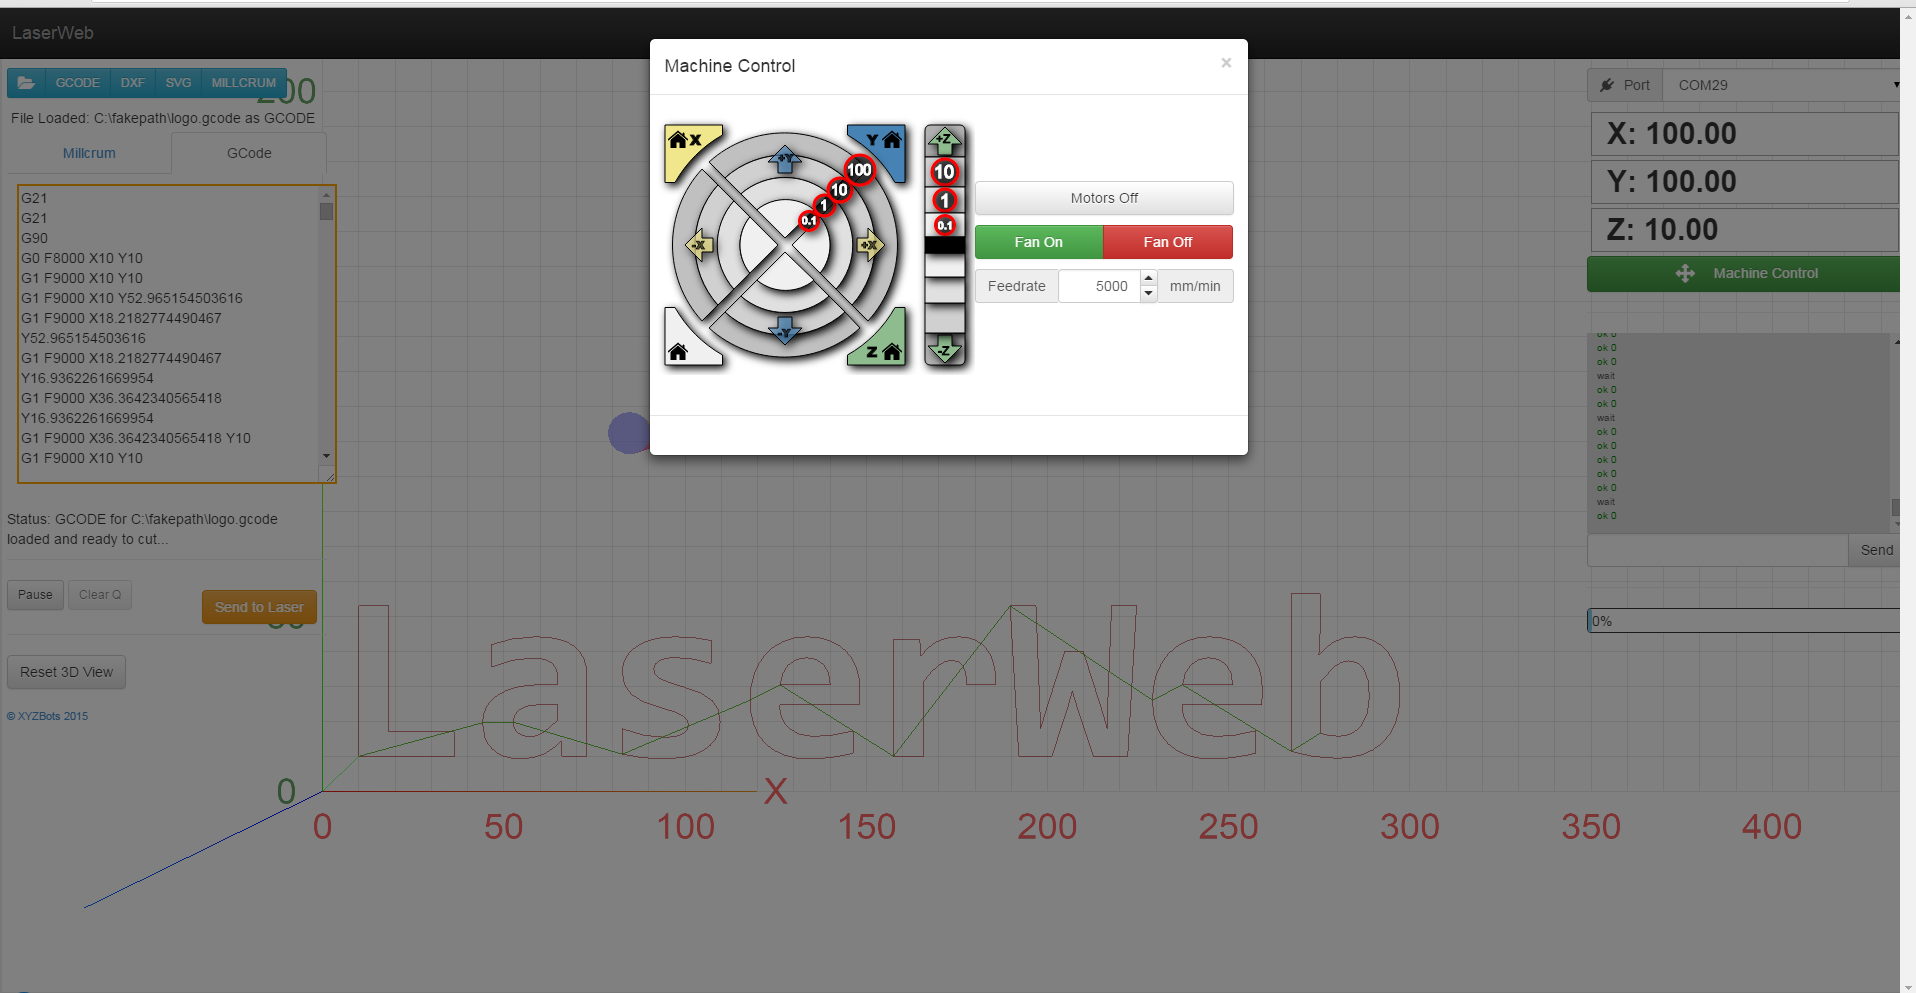 LaserWeb
GCODE DXF SVG MILLCRUM
200
File Loaded: C:\fakepath\logo.gcode as GCODE
Millcrum GCode
G21
G21
G90
G0 F8000 X10 Y10
G1 F9000 X10 Y10
G1 F9000 X10 Y52.965154503616
G1 F9000 X18.2182774490467
Y52.965154503616
G1 F9000 X18.2182774490467
Y16.9362261669954
G1 F9000 X36.3642340565418
Y16.9362261669954
G1 F9000 X36.3642340565418 Y10
G1 F9000 X10 Y10
Status: GCODE for C:\fakepath\logo.gcode
loaded and ready to cut...
Pause Clear Q Send to Laser
Reset 3D View
© XYZBots 2015
Machine Control ×
X Y +Z
+Y 100 10
10 1
1 0.1
0.1
-X +X
-Y
Z -Z
Motors Off
Fan On Fan Off
Feedrate 5000 mm/min
Port COM29
X: 100.00
Y: 100.00
Z: 10.00
Machine Control
ok 0
ok 0
ok 0
wait
ok 0
ok 0
wait
ok 0
ok 0
ok 0
ok 0
ok 0
wait
ok 0
Send
0%
Laserweb
0 X
0 50 100 150 200 250 300 350 400